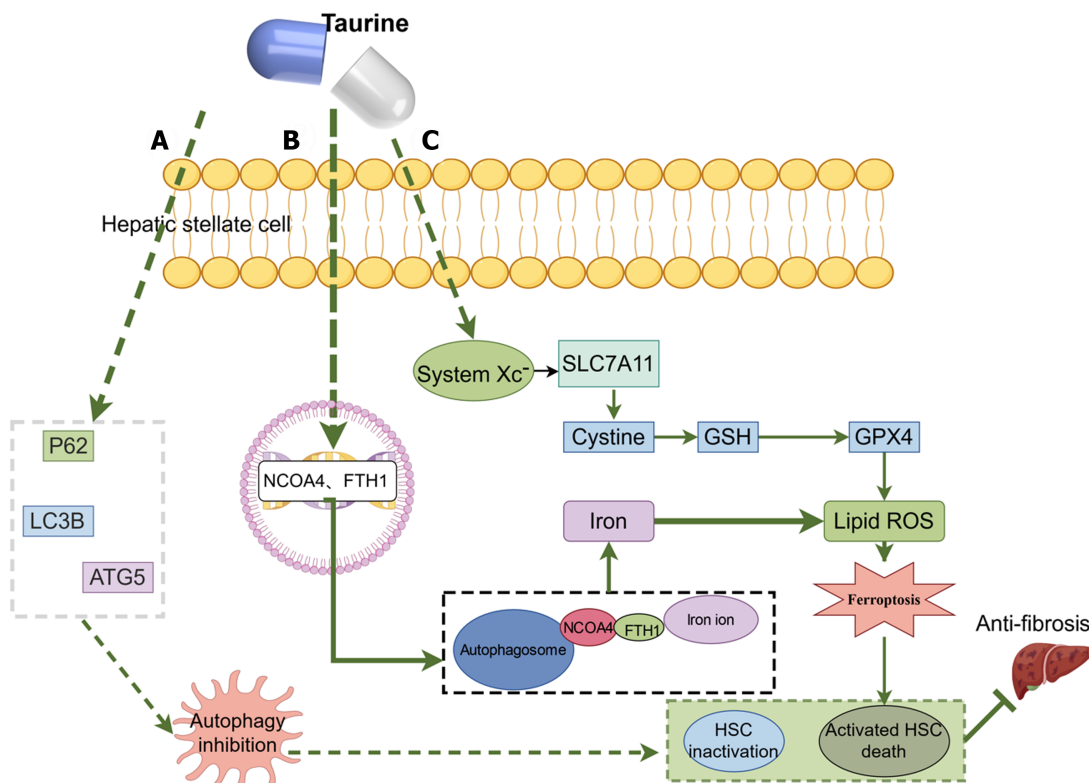 Taurine
A
B
C
Hepatic stellate cell
System Xc-
SLC7A11
Cystine
GSH
GPX4
P62
LC3B
ATG5
NCOA4、FTH1
Iron
Lipid ROS
Ferroptosis
Autophagosome
NCOA4
FTH1
Iron ion
Anti-fibrosis
Autophagy
inhibition
HSC
inactivation
Activated HSC
death